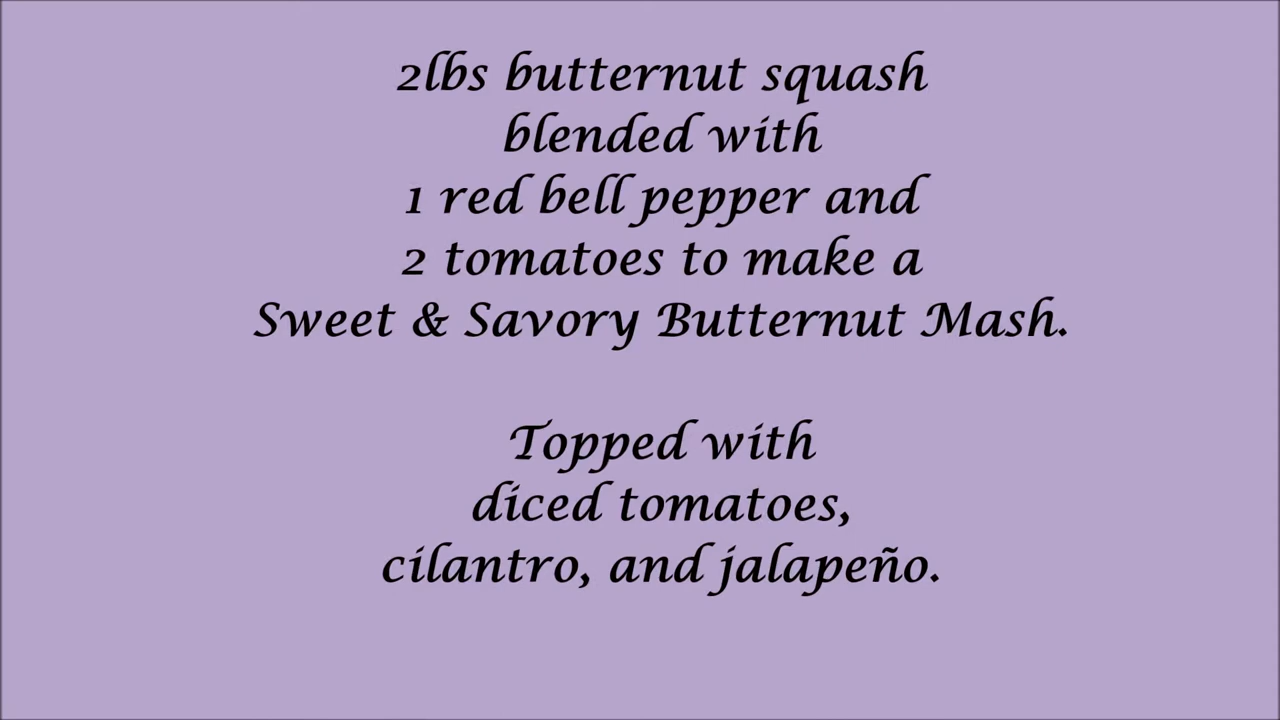 2lbs butternut squash
blended with
1 red bell pepper and
2 tomatoes to make a
Sweet & Savory Butternut Mash.
Topped with
diced tomatoes,
cilantro, and jalapeño.